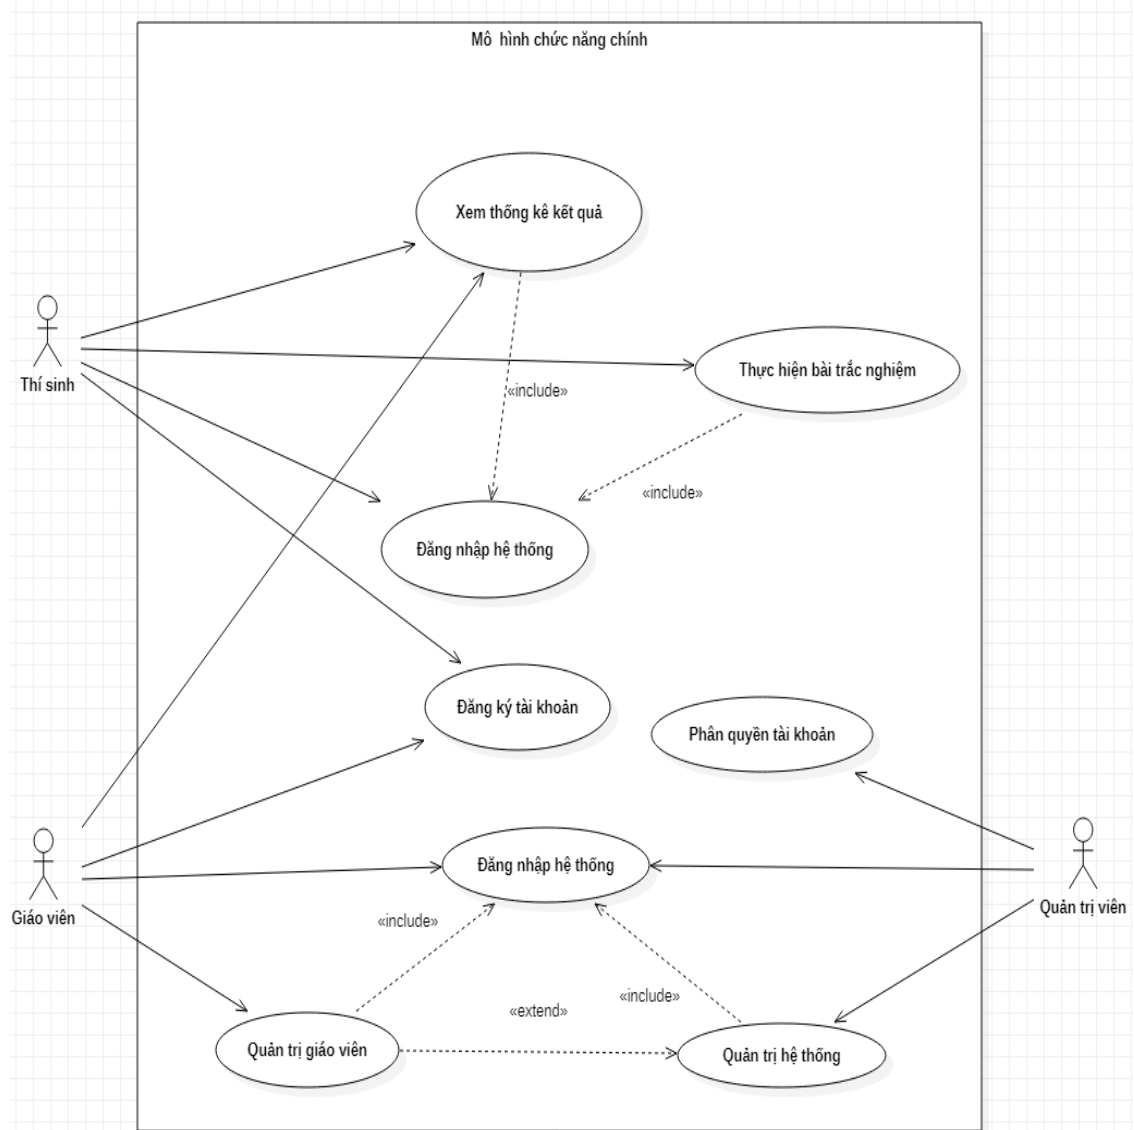 Mô hình chức năng chính
Xem thống kê kết quả
Thí sinh
Thực hiện bài trắc nghiệm
«include»
«include»
Đăng nhập hệ thống
Đăng ký tài khoản
Phân quyền tài khoản
Đăng nhập hệ thống
Giáo viên
Quản trị viên
«include»
«include»
«extend»
Quản trị giáo viên
Quản trị hệ thống